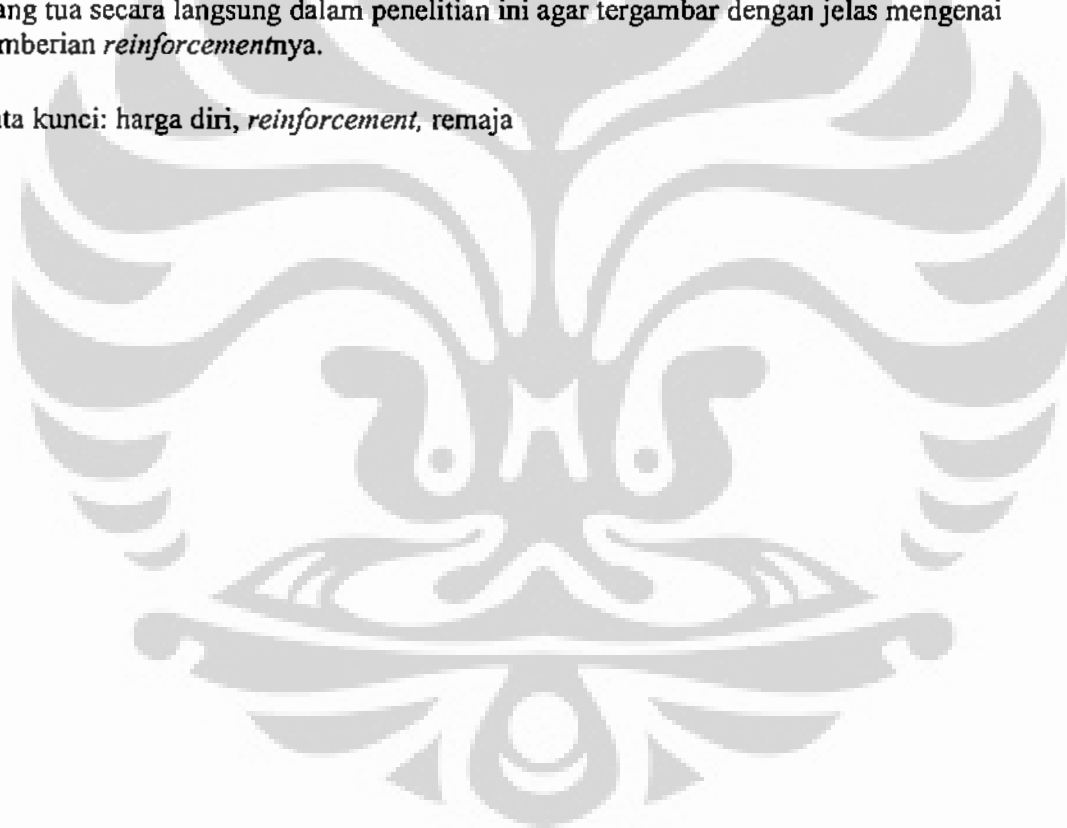 ang tua secara langsung dalam penelitian ini agar tergambar dengan jelas mengenai
mberian reinforcementnya.
ta kunci: harga diri, reinforcement, remaja